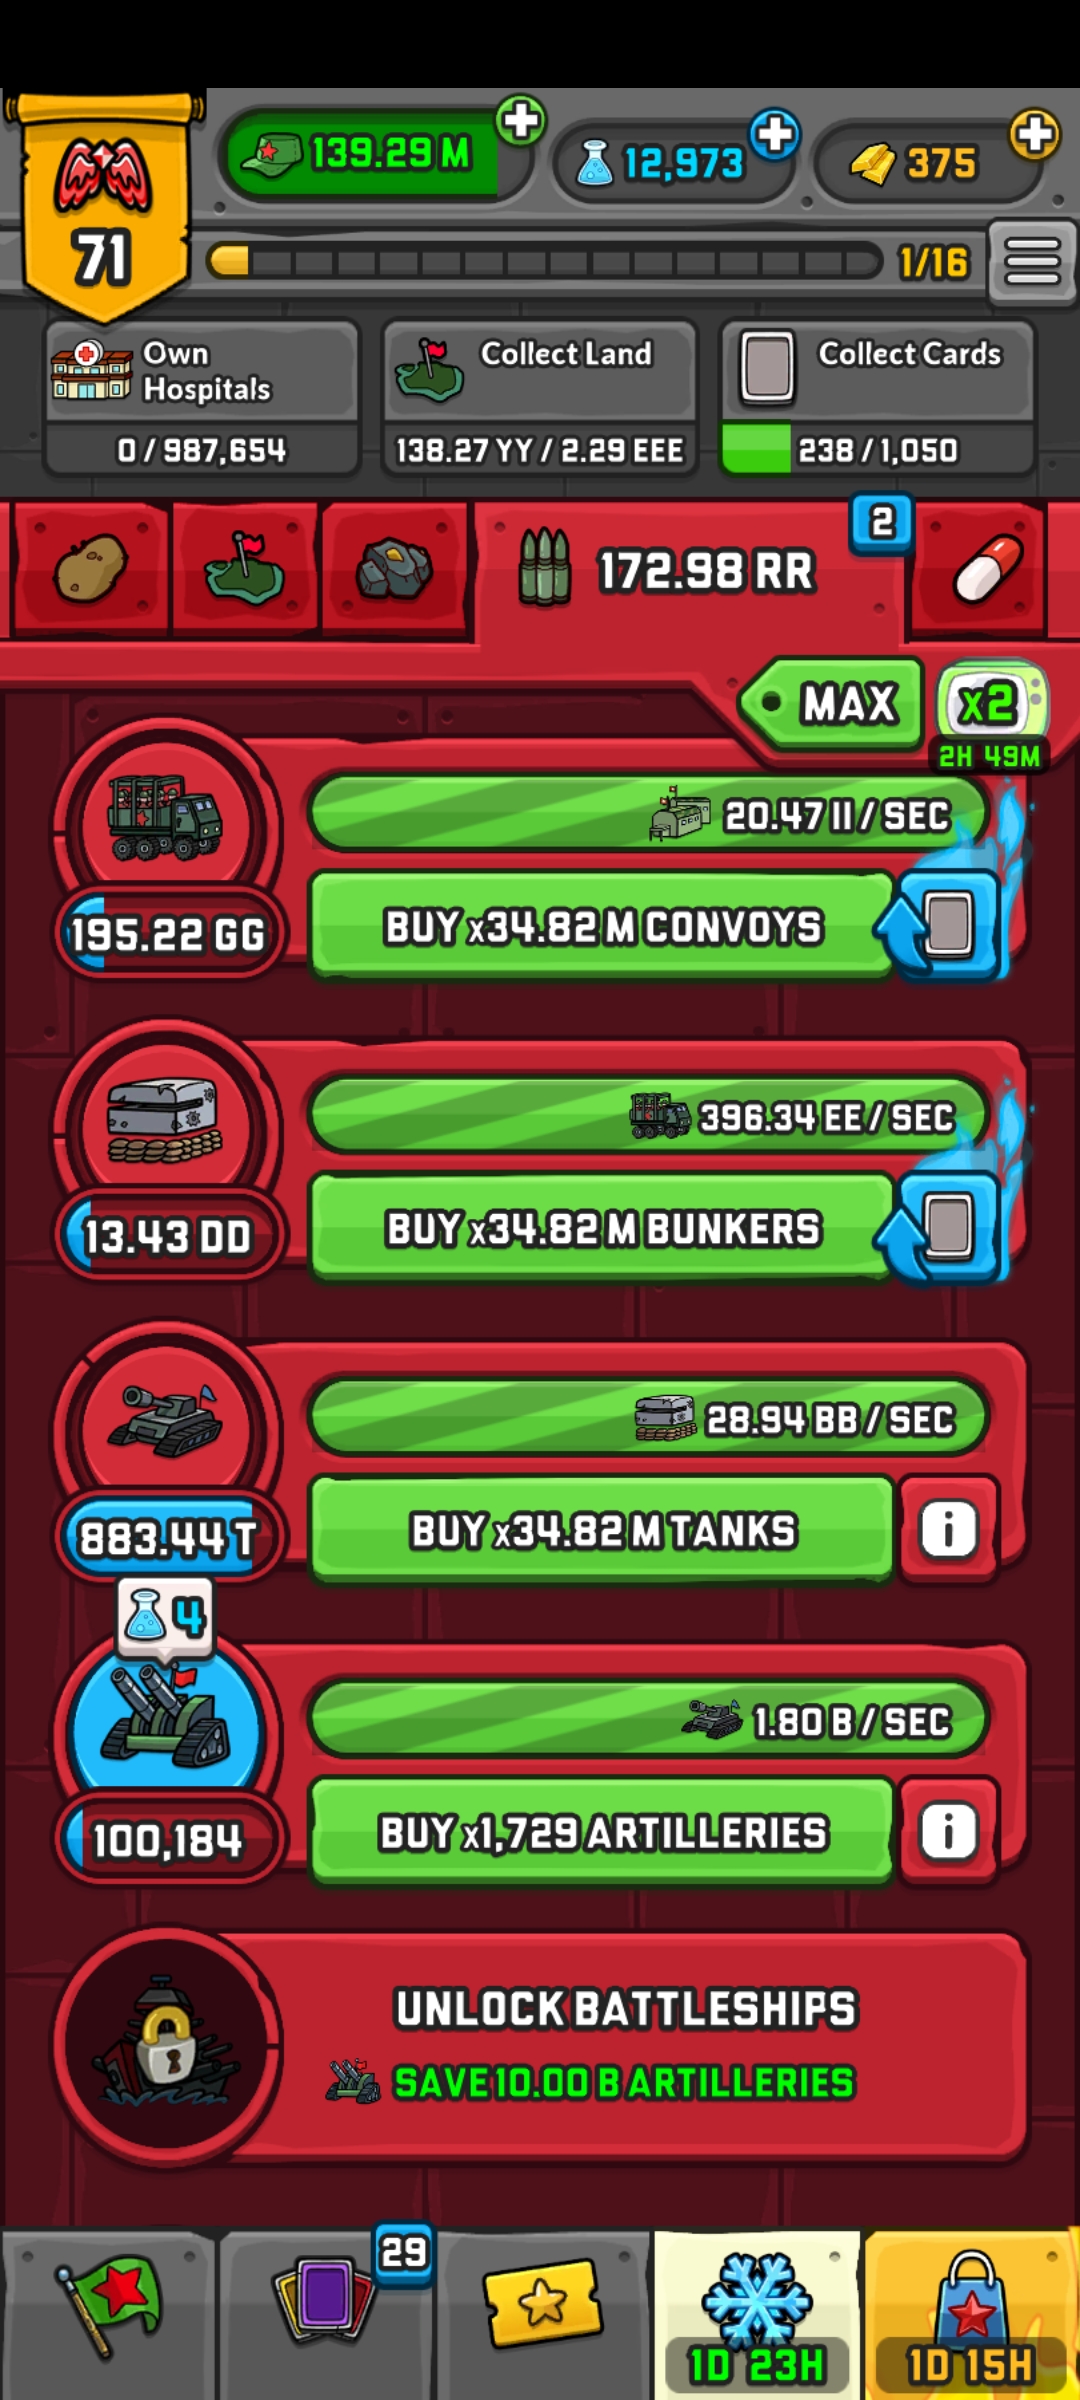 139.29 M
12,973
375
71
1/16
Own
Hospitals
Collect Land
Collect Cards
0 / 987,654
138.27 YY / 2.29 EEE
238 / 1,050
172.98 RR
2
MAX
x2
2H 49M
20.47 II / SEC
195.22 GG
BUY x34.82 M CONVOYS
396.34 EE / SEC
13.43 DD
BUY x34.82 M BUNKERS
28.94 BB / SEC
883.44 T
BUY x34.82 M TANKS
i
4
1.80 B / SEC
100,184
BUY x1,729 ARTILLERIES
i
UNLOCK BATTLESHIPS
SAVE 10.00 B ARTILLERIES
29
1D 23H
1D 15H